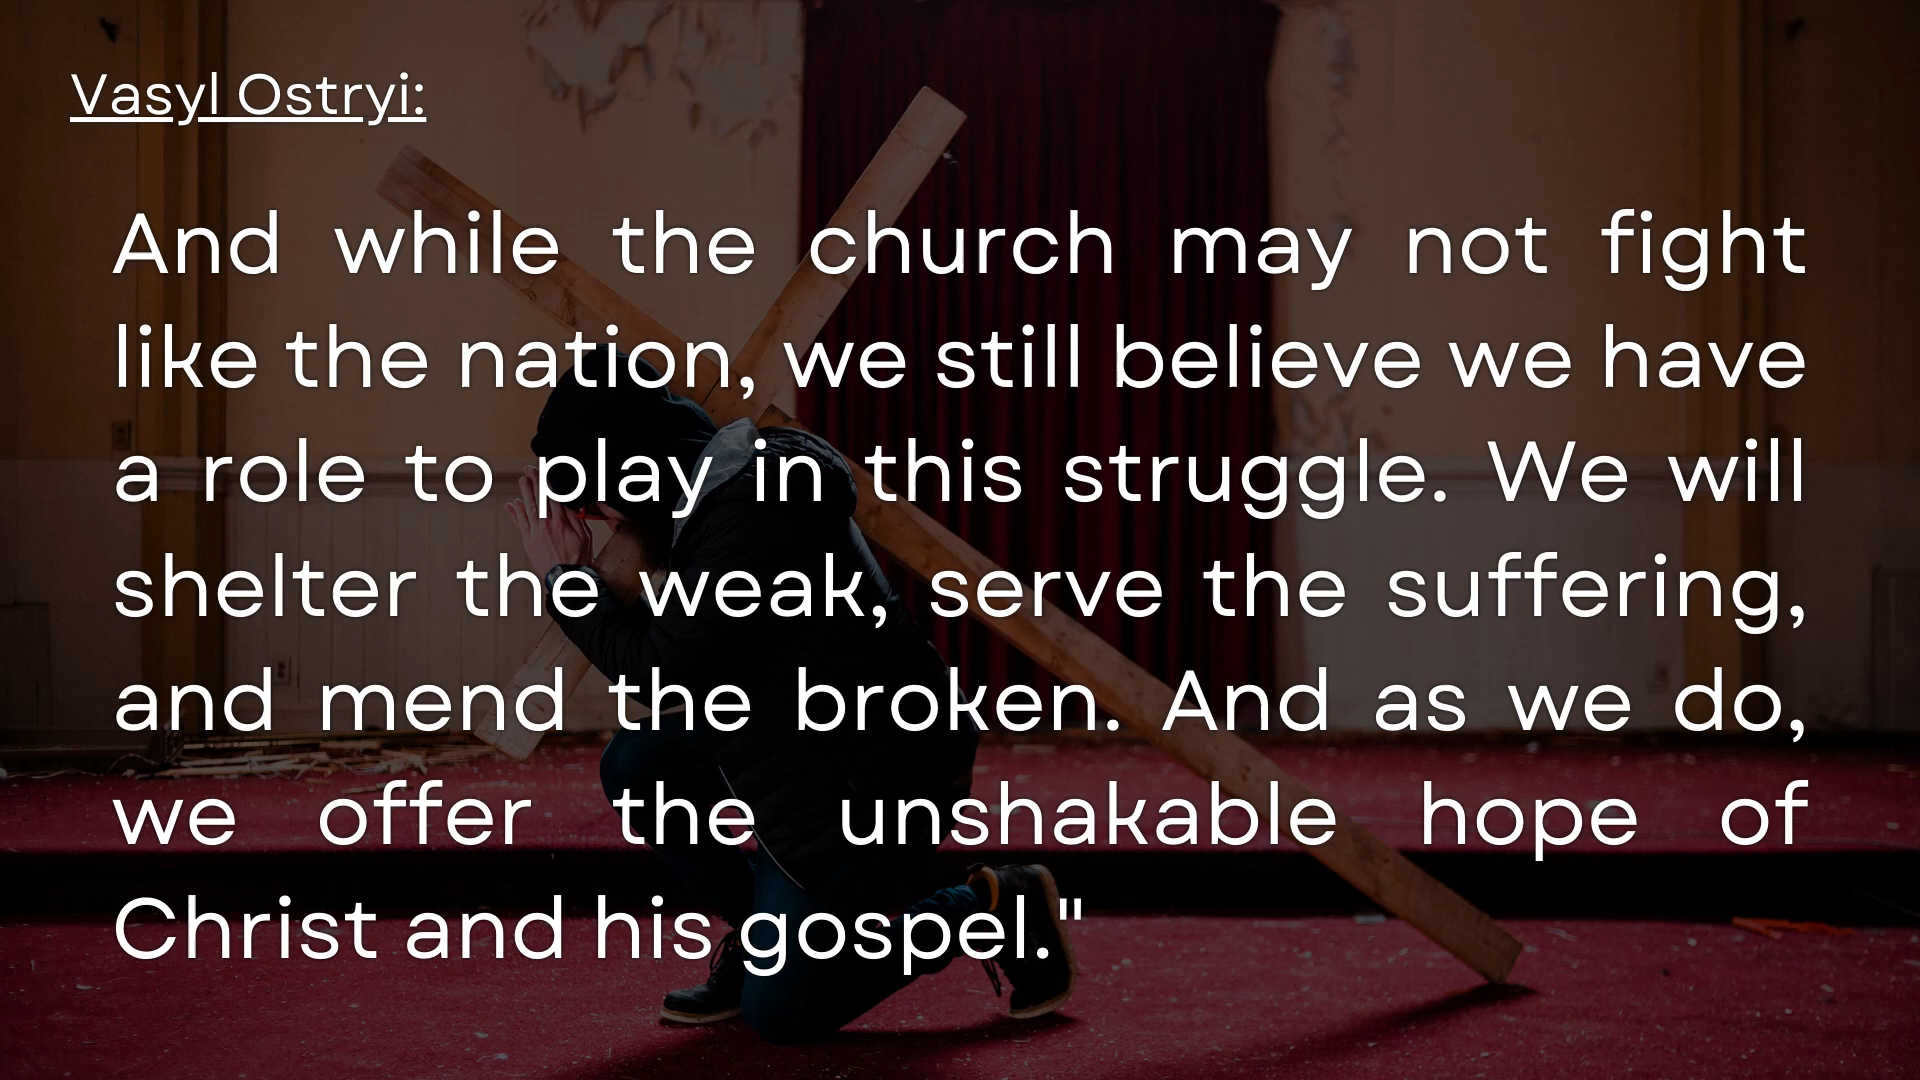 Vasyl Ostryi:
And while the church may not fight
like the nation, we still believe we have
a role to play in this struggle. We will
shelter the weak, serve the suffering,
and mend the broken. And as we do,
we offer the unshakable hope of
Christ and his gospel."